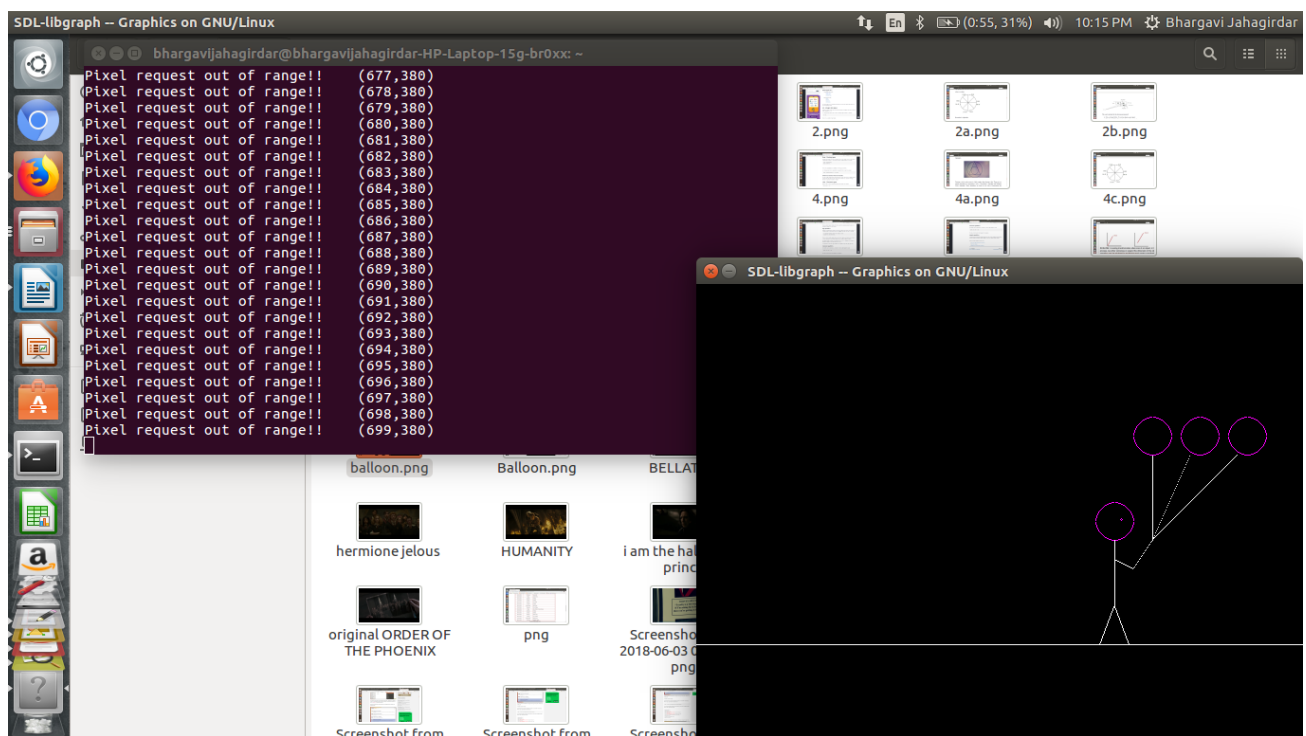 SDL-libgraph -- Graphics on GNU/Linux
En
(0:55, 31%)
10:15 PM
Bhargavi Jahagirdar
bhargavijahagirdar@bhargavijahagirdar-HP-Laptop-15g-br0xx: ~
Pixel request out of range!! (677,380)
Pixel request out of range!! (678,380)
Pixel request out of range!! (679,380)
Pixel request out of range!! (680,380)
Pixel request out of range!! (681,380)
Pixel request out of range!! (682,380)
Pixel request out of range!! (683,380)
Pixel request out of range!! (684,380)
Pixel request out of range!! (685,380)
Pixel request out of range!! (686,380)
Pixel request out of range!! (687,380)
Pixel request out of range!! (688,380)
Pixel request out of range!! (689,380)
Pixel request out of range!! (690,380)
Pixel request out of range!! (691,380)
Pixel request out of range!! (692,380)
Pixel request out of range!! (693,380)
Pixel request out of range!! (694,380)
Pixel request out of range!! (695,380)
Pixel request out of range!! (696,380)
Pixel request out of range!! (697,380)
Pixel request out of range!! (698,380)
Pixel request out of range!! (699,380)
2.png
2a.png
2b.png
4.png
4a.png
4c.png
SDL-libgraph -- Graphics on GNU/Linux
balloon.png
Balloon.png
BELLAT
hermione jelous
HUMANITY
i am the hal
princ
original ORDER OF
THE PHOENIX
png
Screensho
2018-06-03 0
png
Screenshot from
Screenshot from
Screensho